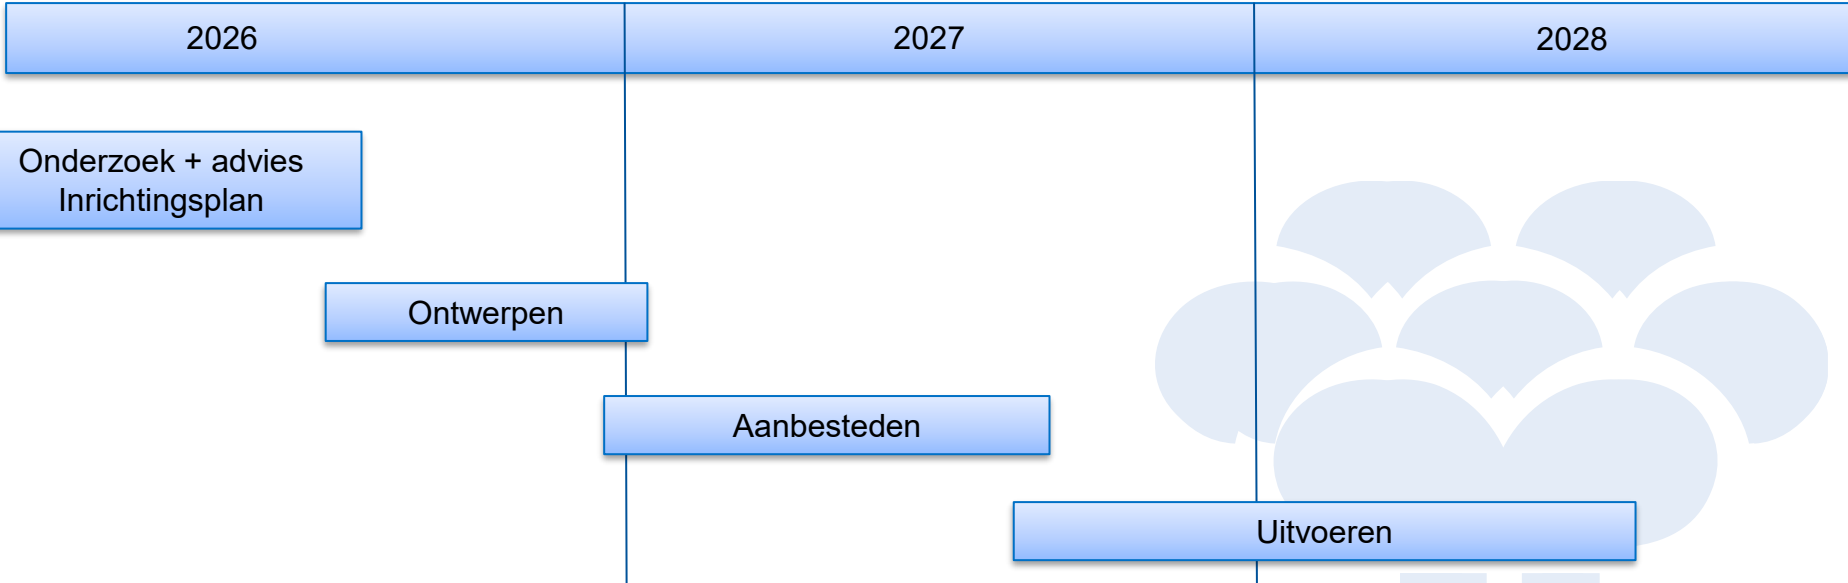 2026
2027
2028
Onderzoek + advies
Inrichtingsplan
Ontwerpen
Aanbesteden
Uitvoeren